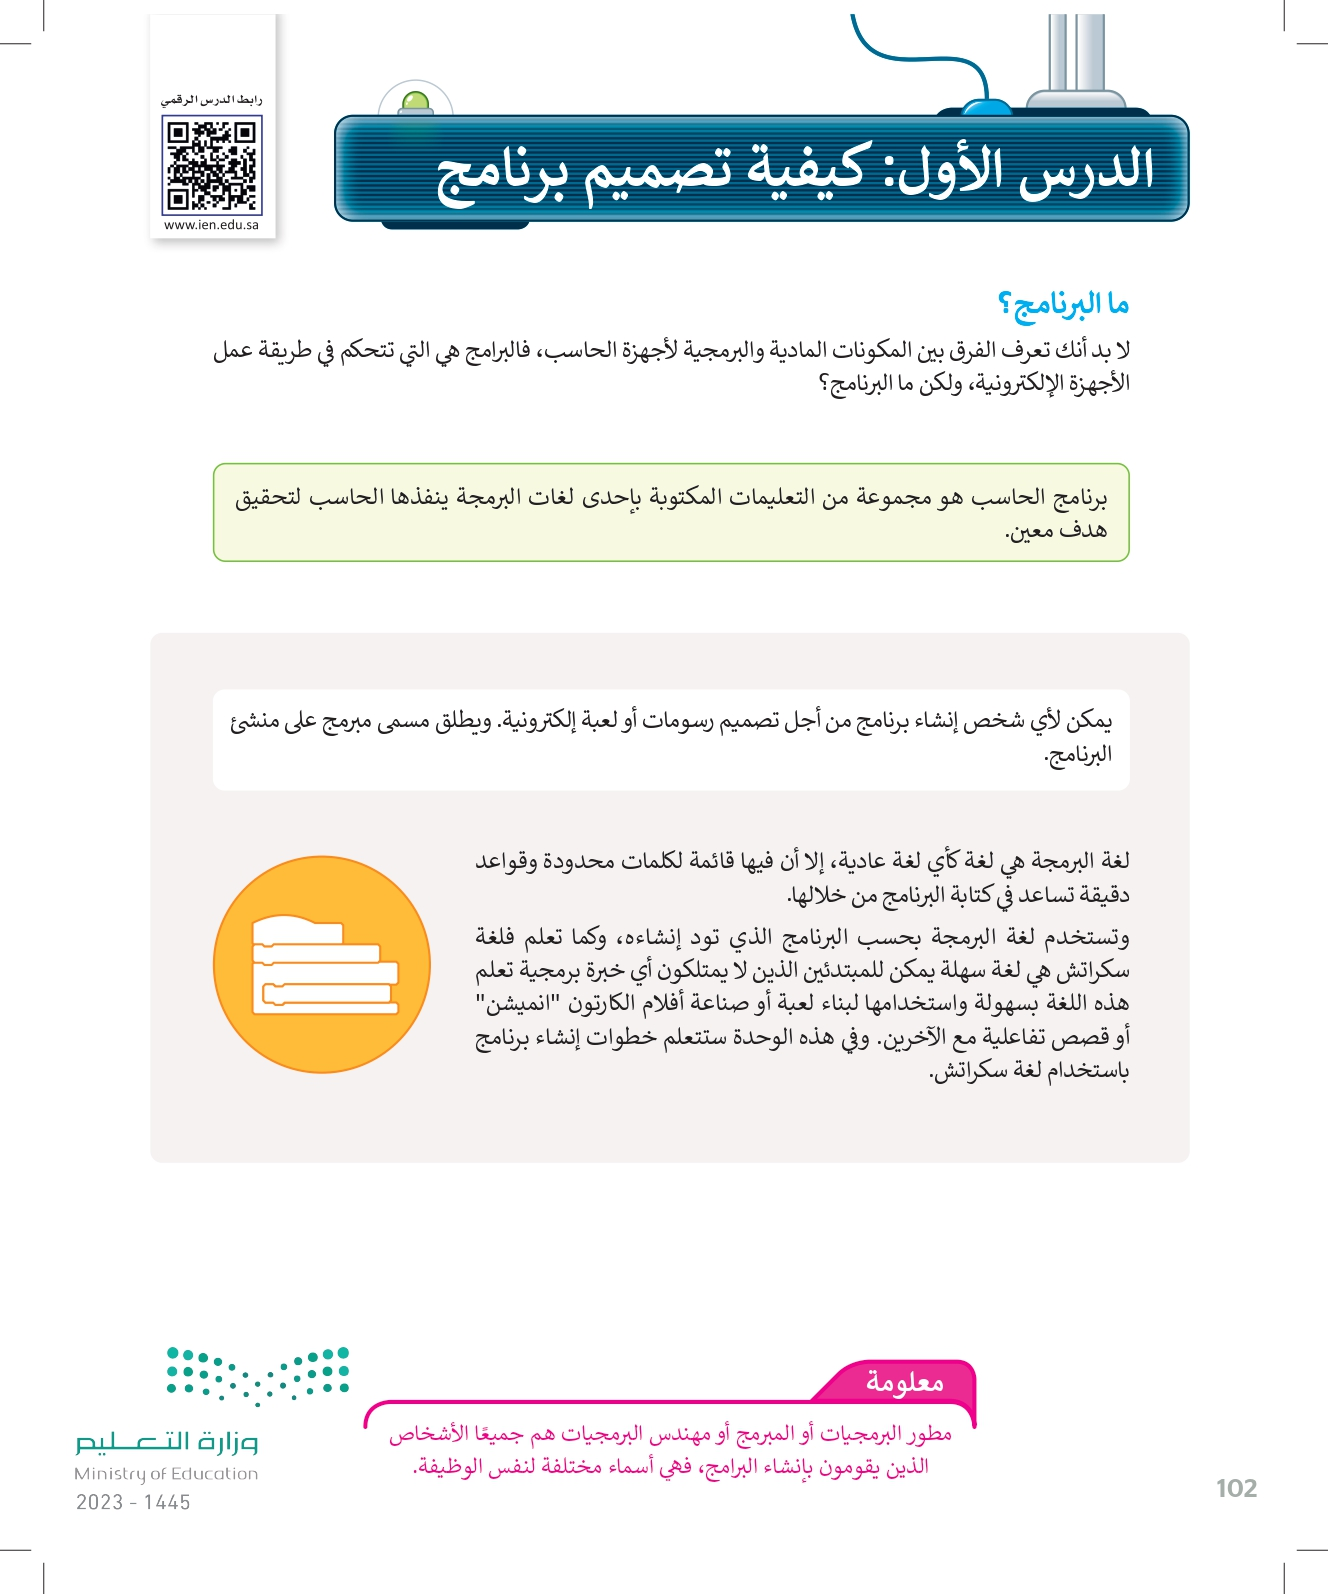 رابط الدرس الرقمي
www.ien.edu.sa
الدرس الأول: كيفية تصميم برنامج
ما البرنامج؟
لا بد أنك تعرف الفرق بين المكونات المادية والبرمجية لأجهزة الحاسب، فالبرامج هي التي تتحكم في طريقة عمل
الأجهزة الإلكترونية، ولكن ما البرنامج؟
برنامج الحاسب هو مجموعة من التعليمات المكتوبة بإحدى لغات البرمجة ينفذها الحاسب لتحقيق
هدف معين.
يمكن لأي شخص إنشاء برنامج من أجل تصميم رسومات أو لعبة إلكترونية. ويطلق مسمى مبرمج على منشئ
البرنامج.
لغة البرمجة هي لغة كأي لغة عادية، إلا أن فيها قائمة لكلمات محدودة وقواعد
دقيقة تساعد في كتابة البرنامج من خلالها.
وتستخدم لغة البرمجة بحسب البرنامج الذي تود إنشاءه، وكما تعلم فلغة
سكراتش هي لغة سهلة يمكن للمبتدئين الذين لا يمتلكون أي خبرة برمجية تعلم
هذه اللغة بسهولة واستخدامها لبناء لعبة أو صناعة أفلام الكارتون "انميشن"
أو قصص تفاعلية مع الآخرين. وفي هذه الوحدة ستتعلم خطوات إنشاء برنامج
باستخدام لغة سكراتش.
معلومة
مطور البرمجيات أو المبرمج أو مهندس البرمجيات هم جميعًا الأشخاص
الذين يقومون بإنشاء البرامج، فهي أسماء مختلفة لنفس الوظيفة.
وزارة التعليم
Ministry of Education
2023 - 1445
102